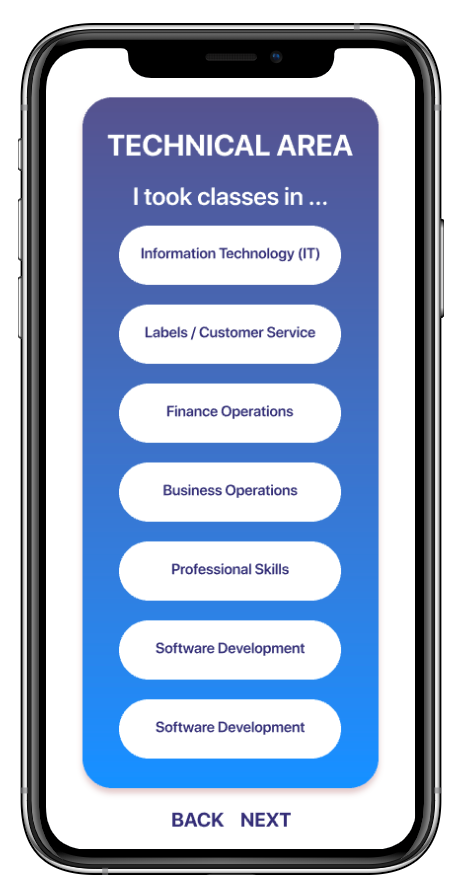 TECHNICAL AREA
I took classes in ...
Information Technology (IT)
Labels / Customer Service
Finance Operations
Business Operations
Professional Skills
Software Development
Software Development
BACK NEXT